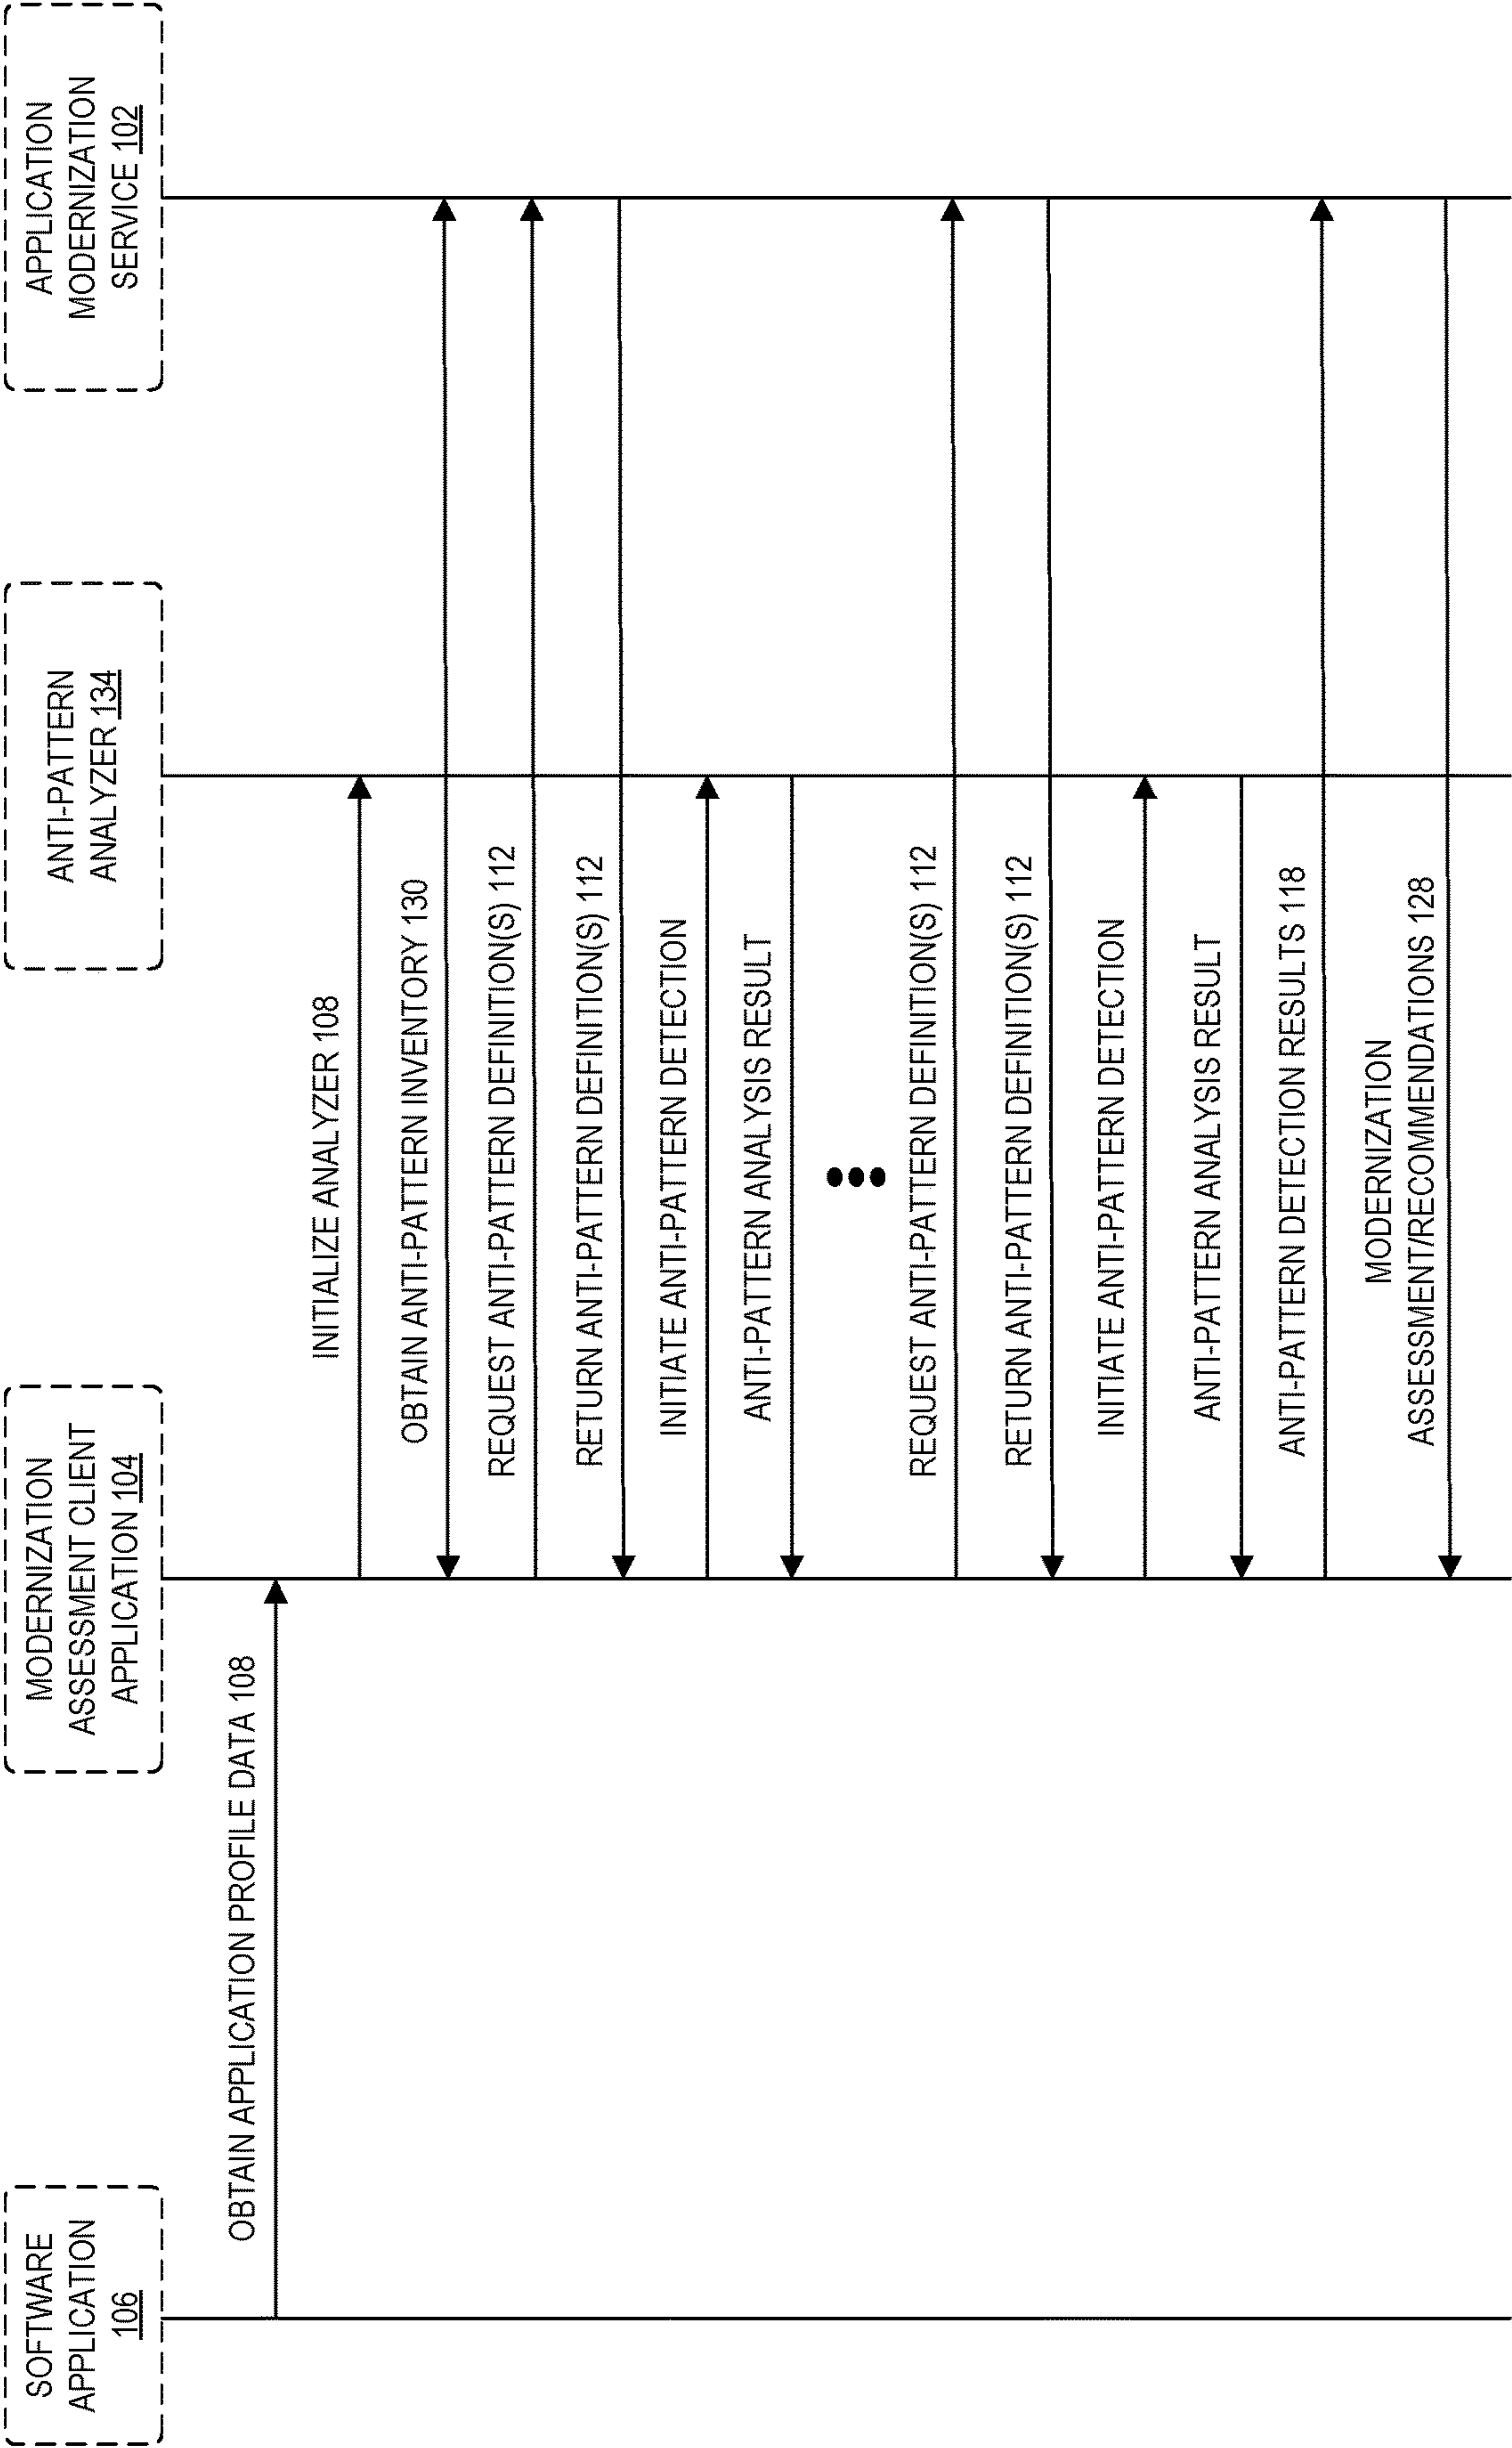 SOFTWARE
APPLICATION
106
MODERNIZATION
ASSESSMENT CLIENT
APPLICATION 104
ANTI-PATTERN
ANALYZER 134
APPLICATION
MODERNIZATION
SERVICE 102
OBTAIN APPLICATION PROFILE DATA 108
INITIALIZE ANALYZER 108
OBTAIN ANTI-PATTERN INVENTORY 130
REQUEST ANTI-PATTERN DEFINITION(S) 112
RETURN ANTI-PATTERN DEFINITION(S) 112
INITIATE ANTI-PATTERN DETECTION
ANTI-PATTERN ANALYSIS RESULT
REQUEST ANTI-PATTERN DEFINITION(S) 112
RETURN ANTI-PATTERN DEFINITION(S) 112
INITIATE ANTI-PATTERN DETECTION
ANTI-PATTERN ANALYSIS RESULT
ANTI-PATTERN DETECTION RESULTS 118
MODERNIZATION
ASSESSMENT/RECOMMENDATIONS 128